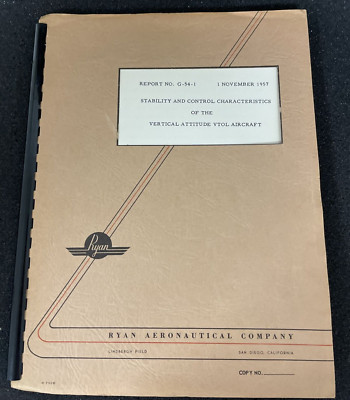 REPORT NO. G-54-1 1 NOVEMBER 1957
STABILITY AND CONTROL CHARACTERISTICS
OF THE
VERTICAL ATTITUDE VTOL AIRCRAFT
Ryan
RYAN AERONAUTICAL COMPANY
LINDBERGH FIELD SAN DIEGO, CALIFORNIA
COPY NO.